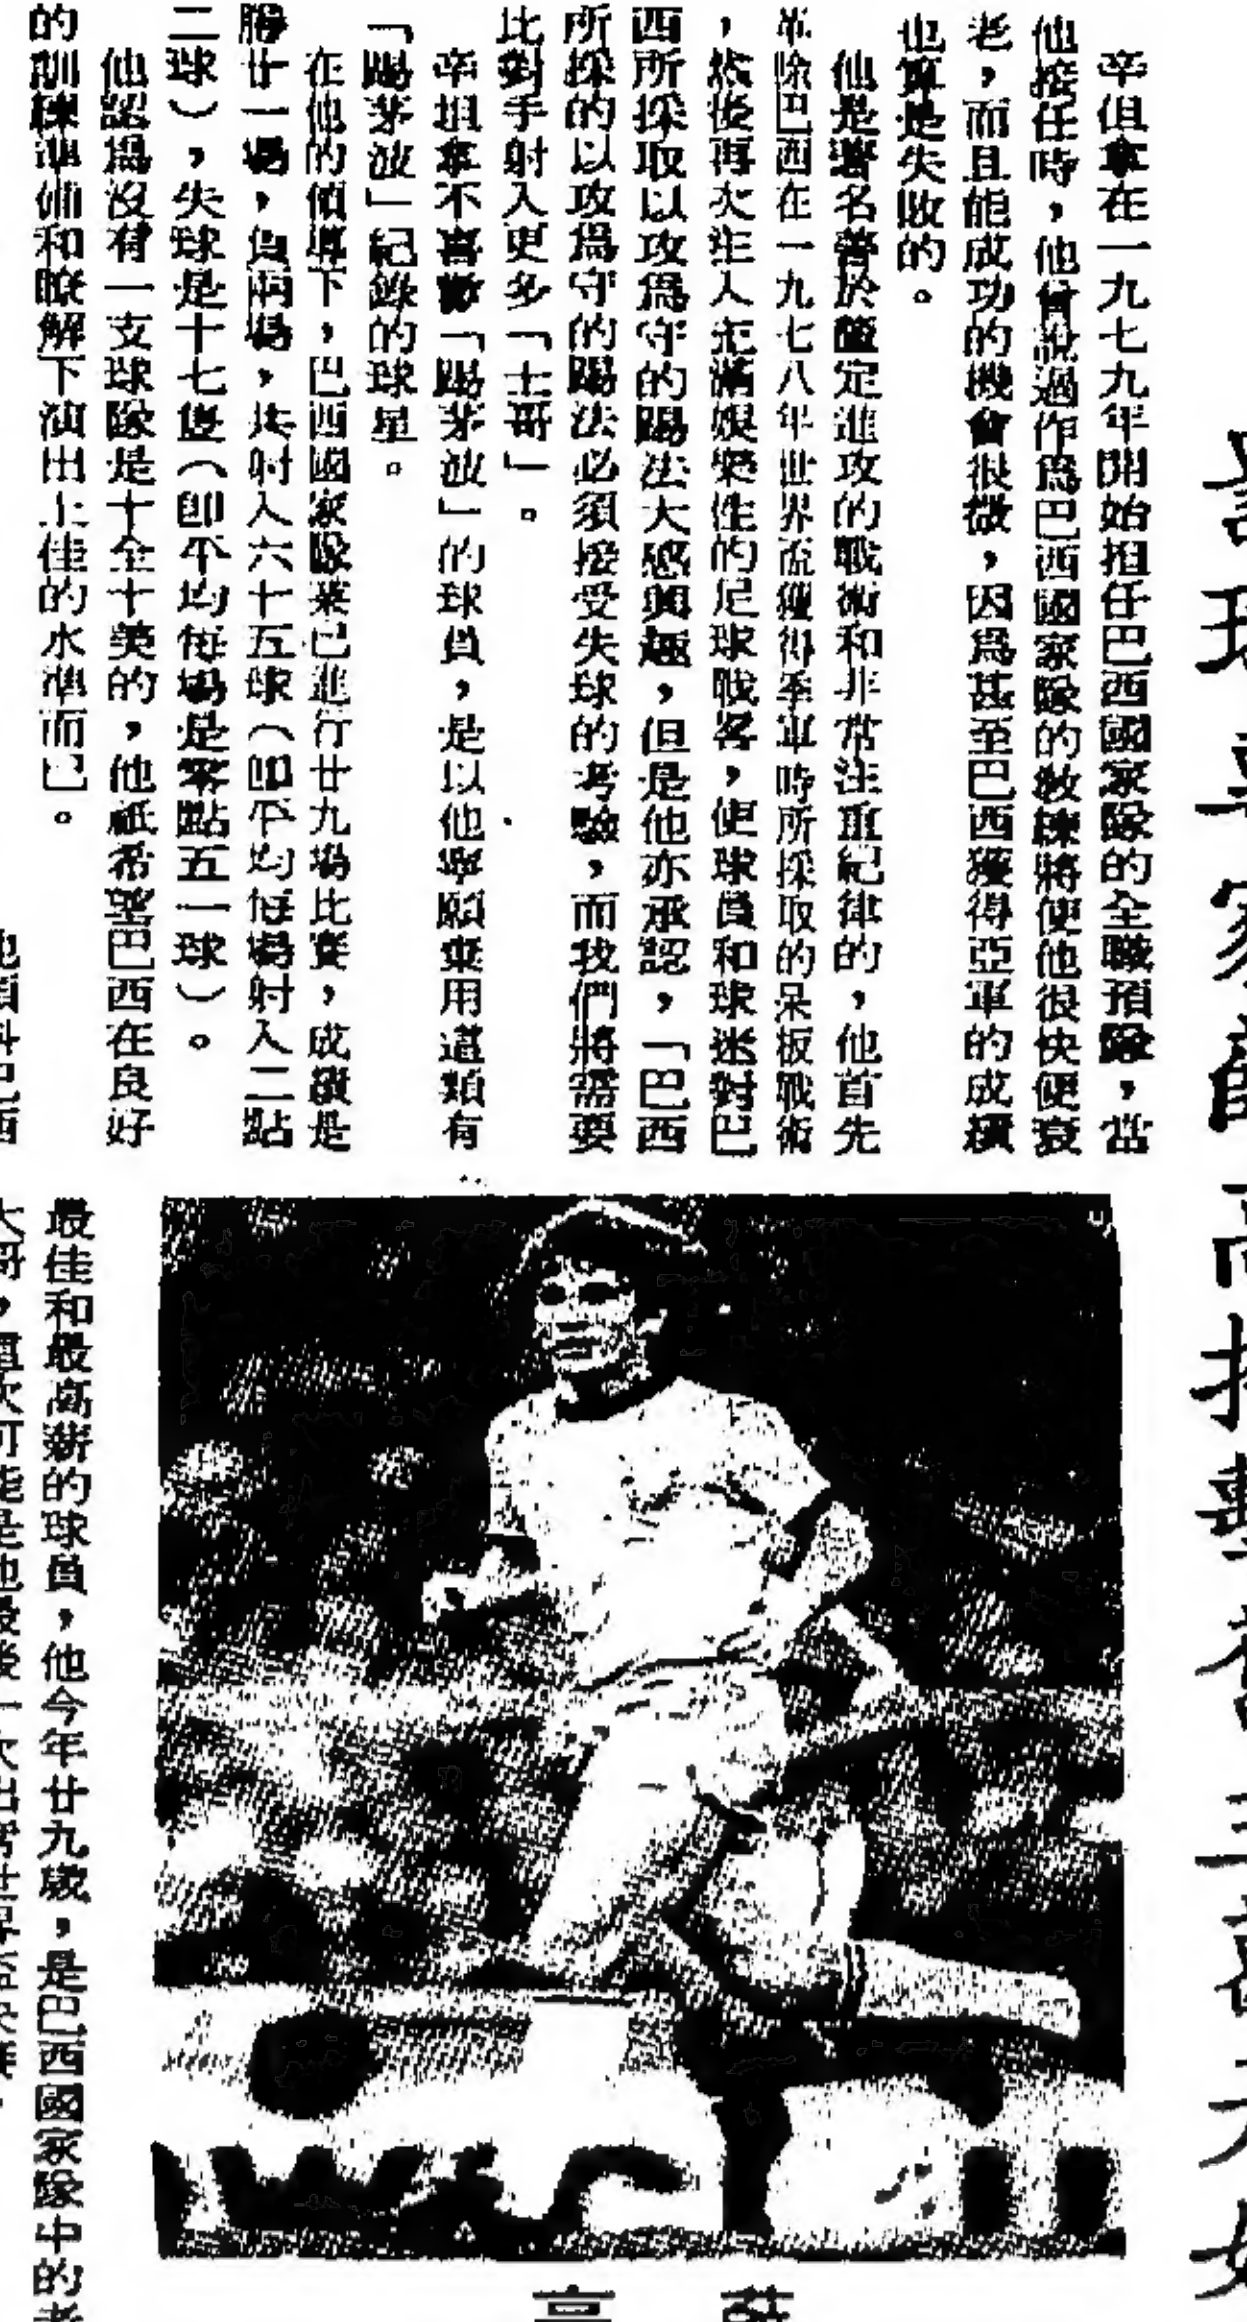 辛但拿在一九七九年開始担任巴西國家隊的全職預隊，當
他接任時，他曾說過作爲巴西國家隊的教練將使他很快便衰
老，而且能成功的機會很微，因爲甚至巴西獲得亞軍的成績
也算是失敗的。
他是著名善於釐定進攻的戰術和非常注重紀律的，他首先
革除巴西在一九七八年世界盃獲得季軍時所採取的呆板戰術
，然後再次注入充滿娛樂性的足球戰畧，使球員和球迷對巴
西所採取以攻爲守的踢法大感興趣，但是他亦承認，「巴西
所採的以攻爲守的踢法必須接受失球的考驗，而我們將需要
比對手射入更多「士哥」。
辛坦拿不喜歡「踢茅波」的球員，是以他寧願棄用這類有
「踢茅波」紀錄的球星。
在他的領導下，巴西國家隊業已進行廿九場比賽，成績是
勝廿一場，負兩場，共射入六十五球（卽平均每場射入二點
二球），失球是十七隻（卽平均每場是零點五一球）。
他認爲沒有一支球隊是十全十美的，他祇希望巴西在良好
的訓練準備和瞭解下演出上佳的水準而已。
最佳和最高薪的球員，他今年廿九歲，是巴西國家隊中的老